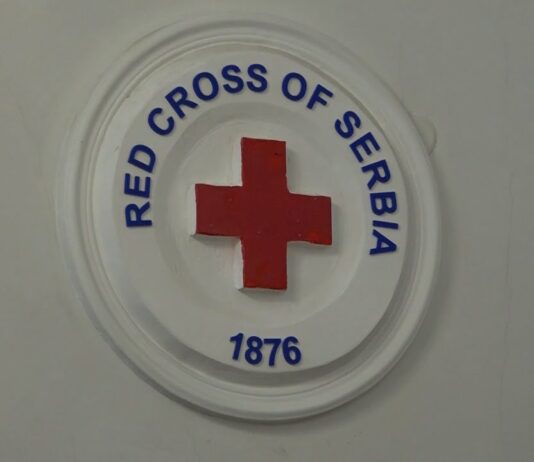 RED CROSS OF SERBIA
1876